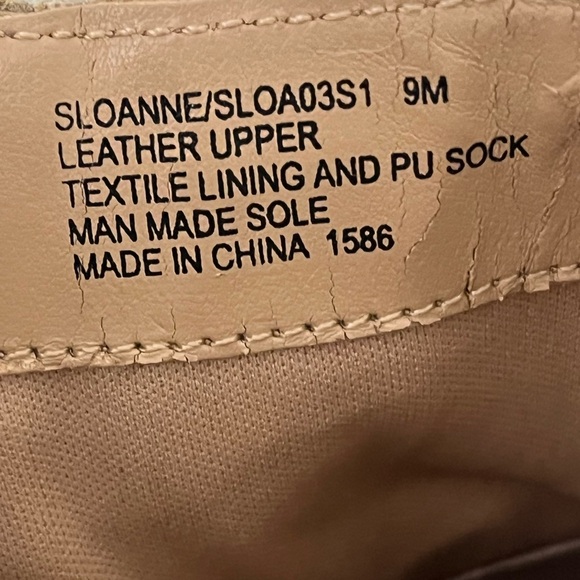 SLOANNE/SLOA03S1 9M
LEATHER UPPER
TEXTILE LINING AND PU SOCK
MAN MADE SOLE
MADE IN CHINA 1586